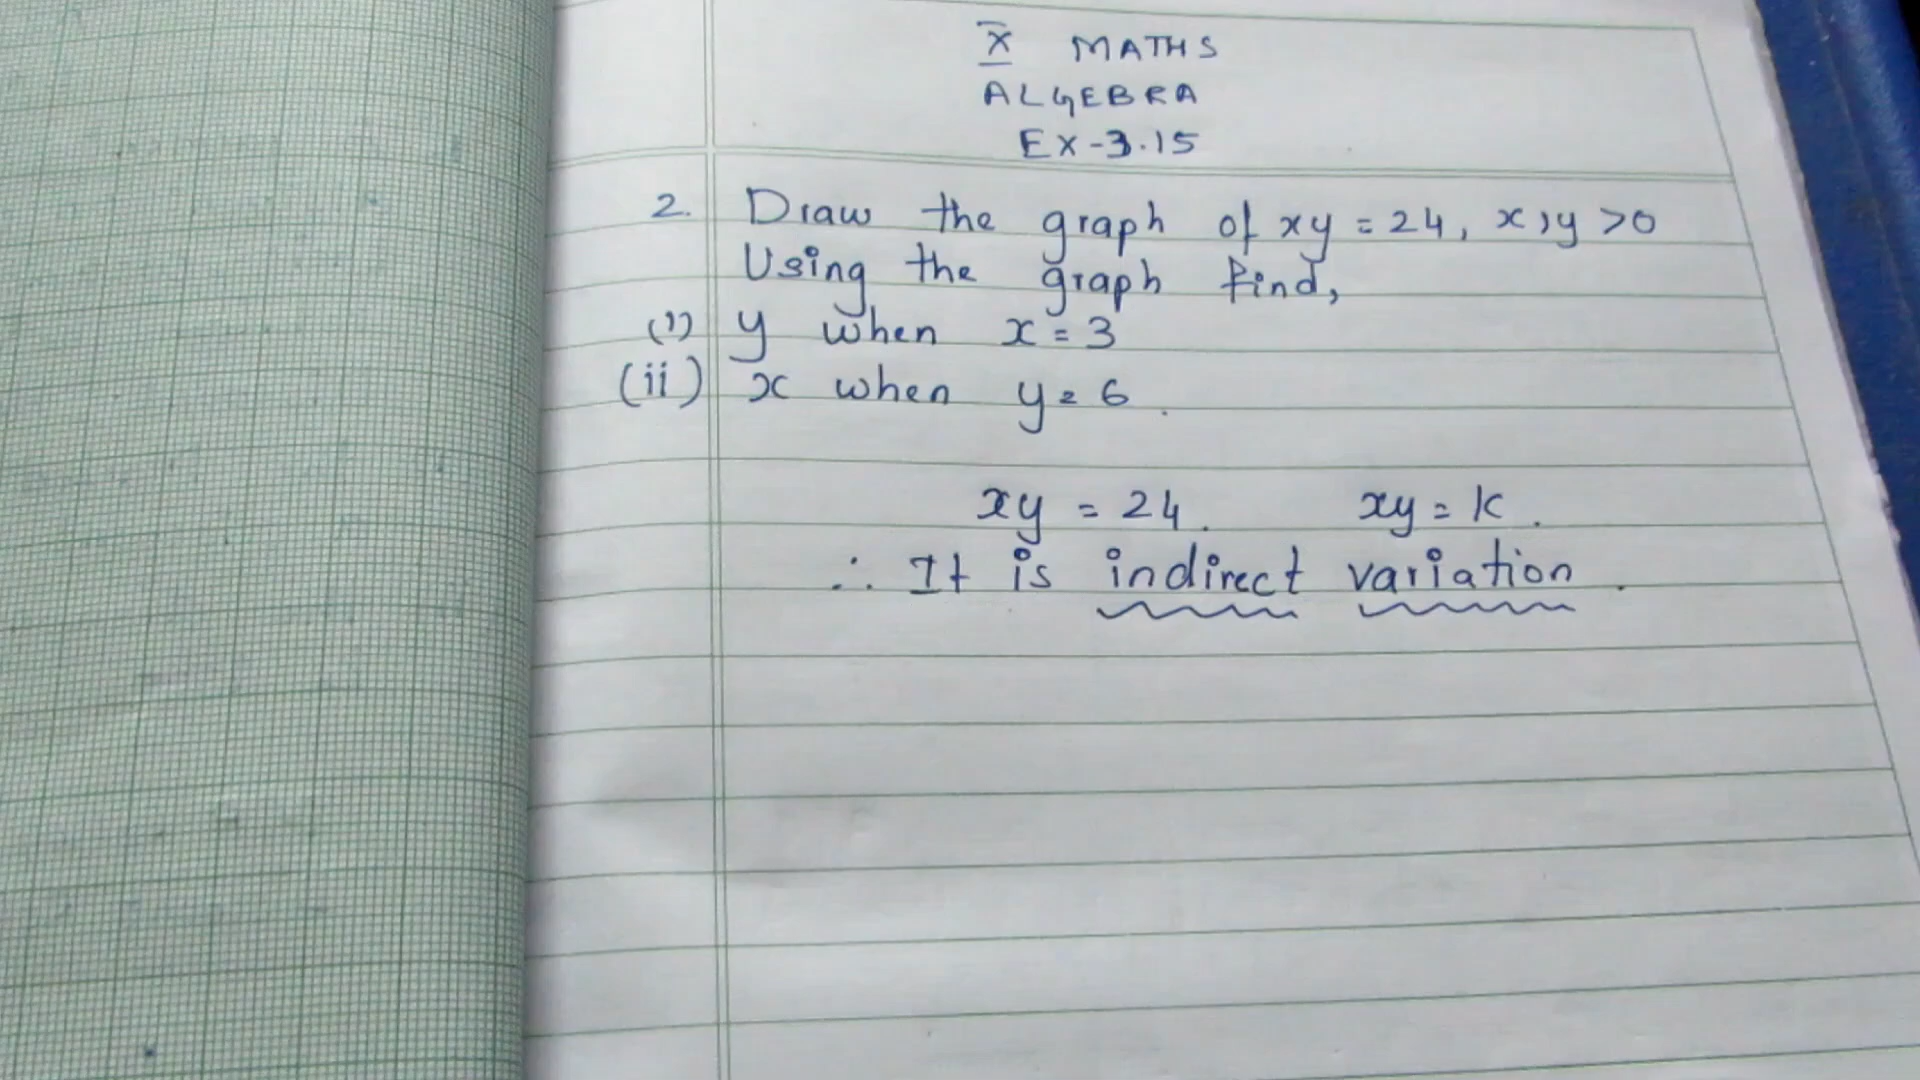 X MATHS
ALGEBRA
EX-3.15
2. Draw the graph of xy = 24, x,y >0
Using the graph find,
(i) y when x = 3
(ii) x when y = 6.
xy = 24. xy = k.
∴ It is indirect variation.